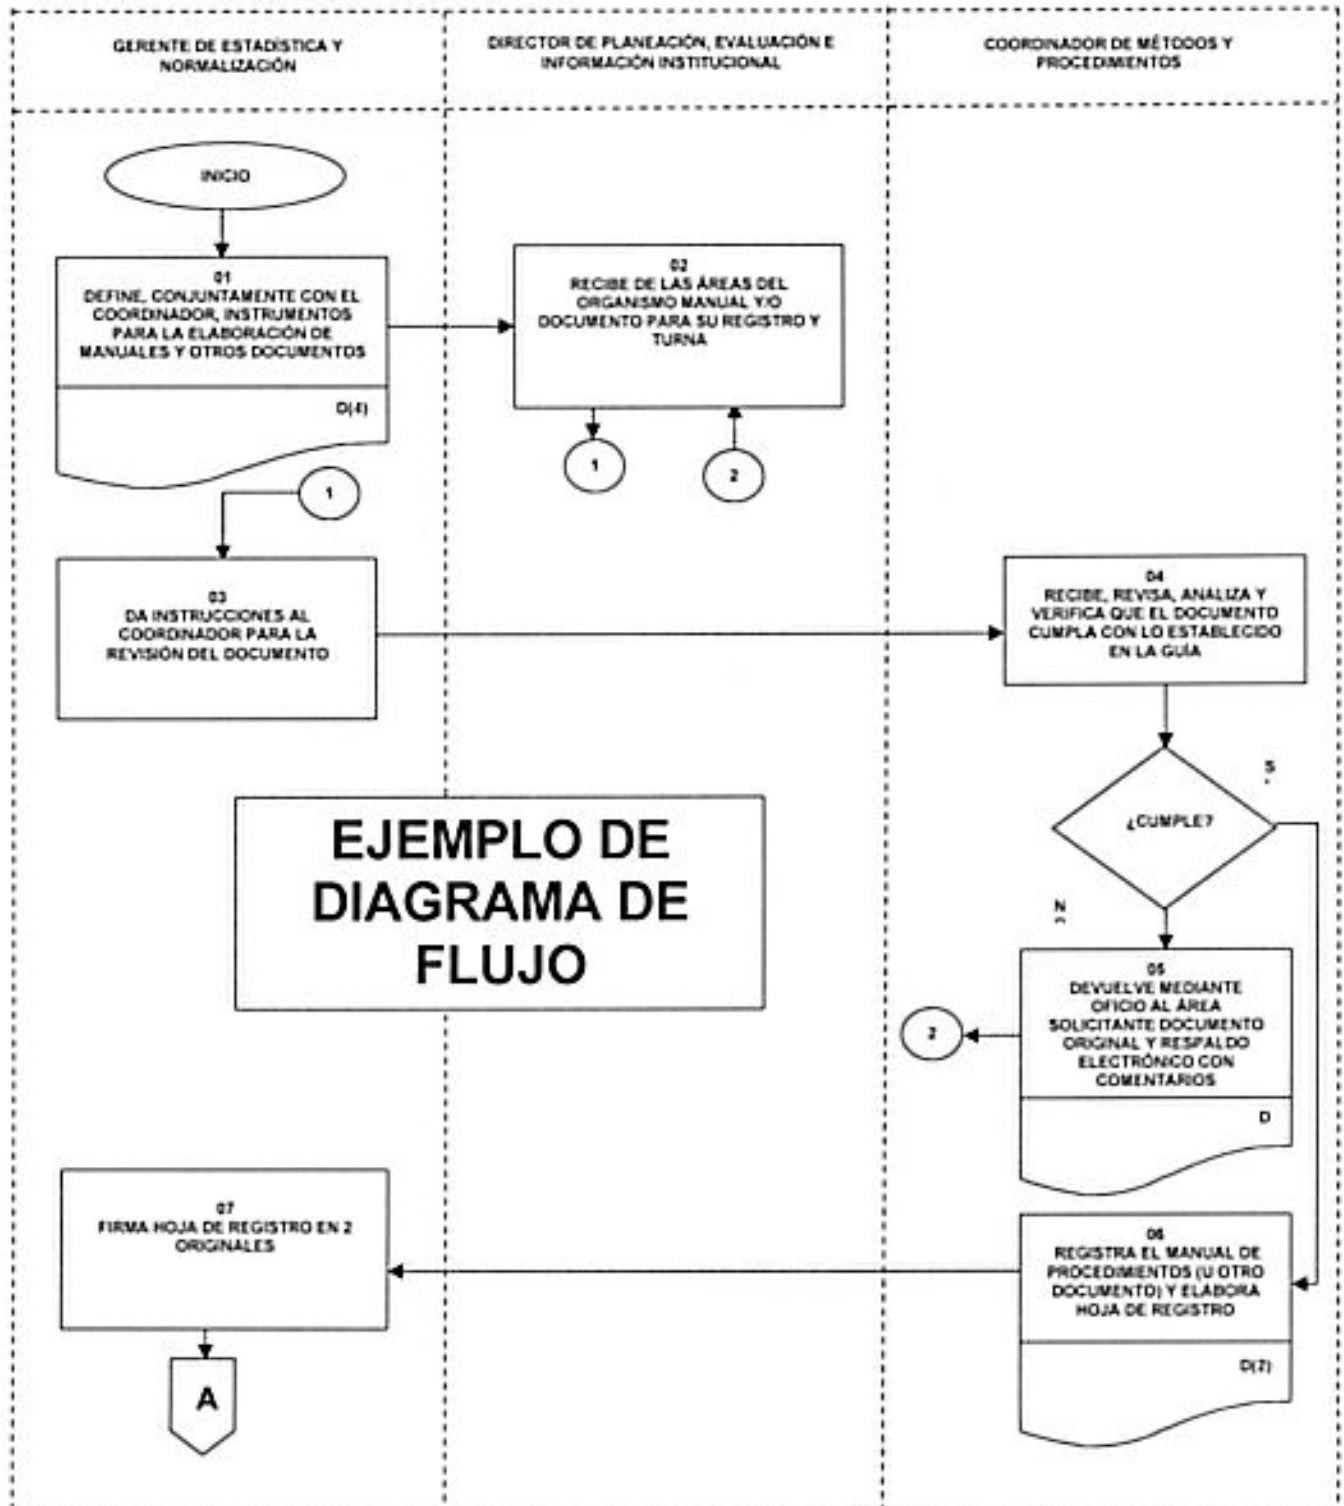 GERENTE DE ESTADÍSTICA Y
NORMALIZACIÓN
DIRECTOR DE PLANEACIÓN, EVALUACIÓN E
INFORMACIÓN INSTITUCIONAL
COORDINADOR DE MÉTODOS Y
PROCEDIMIENTOS
INICIO
01
DEFINE, CONJUNTAMENTE CON EL
COORDINADOR, INSTRUMENTOS
PARA LA ELABORACIÓN DE
MANUALES Y OTROS DOCUMENTOS
D(4)
02
RECIBE DE LAS ÁREAS DEL
ORGANISMO MANUAL Y/O
DOCUMENTO PARA SU REGISTRO Y
TURNA
1
2
1
03
DA INSTRUCCIONES AL
COORDINADOR PARA LA
REVISIÓN DEL DOCUMENTO
04
RECIBE, REVISA, ANALIZA Y
VERIFICA QUE EL DOCUMENTO
CUMPLA CON LO ESTABLECIDO
EN LA GUÍA
S
¿CUMPLE?
N
EJEMPLO DE
DIAGRAMA DE
FLUJO
05
DEVUELVE MEDIANTE
OFICIO AL ÁREA
SOLICITANTE DOCUMENTO
ORIGINAL Y RESPALDO
ELECTRÓNICO CON
COMENTARIOS
D
2
07
FIRMA HOJA DE REGISTRO EN 2
ORIGINALES
06
REGISTRA EL MANUAL DE
PROCEDIMIENTOS (U OTRO
DOCUMENTO) Y ELABORA
HOJA DE REGISTRO
D(2)
A